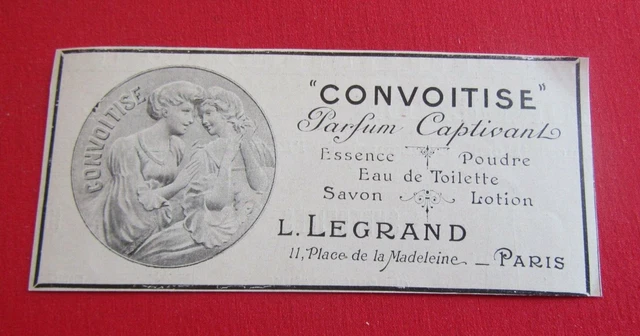 CONVOITISE
"CONVOITISE"
Parfum Captivant
Essence Poudre
Eau de Toilette
Savon Lotion
L. LEGRAND
11, Place de la Madeleine - PARIS